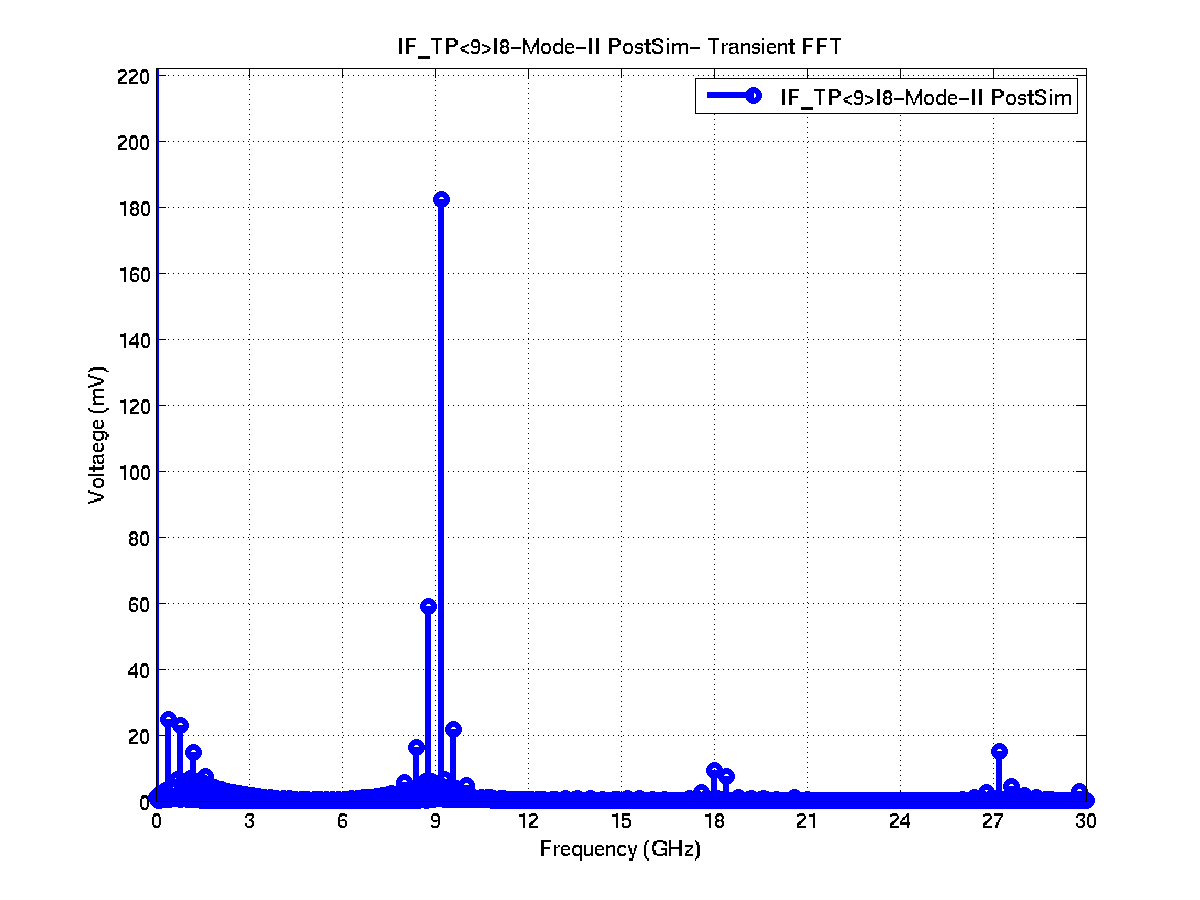 IF_TP<9>I8-Mode-II PostSim- Transient FFT
IF_TP<9>I8-Mode-II PostSim
220
200
180
160
140
120
100
80
60
40
20
0
Voltaege (mV)
0 3 6 9 12 15 18 21 24 27 30
Frequency (GHz)